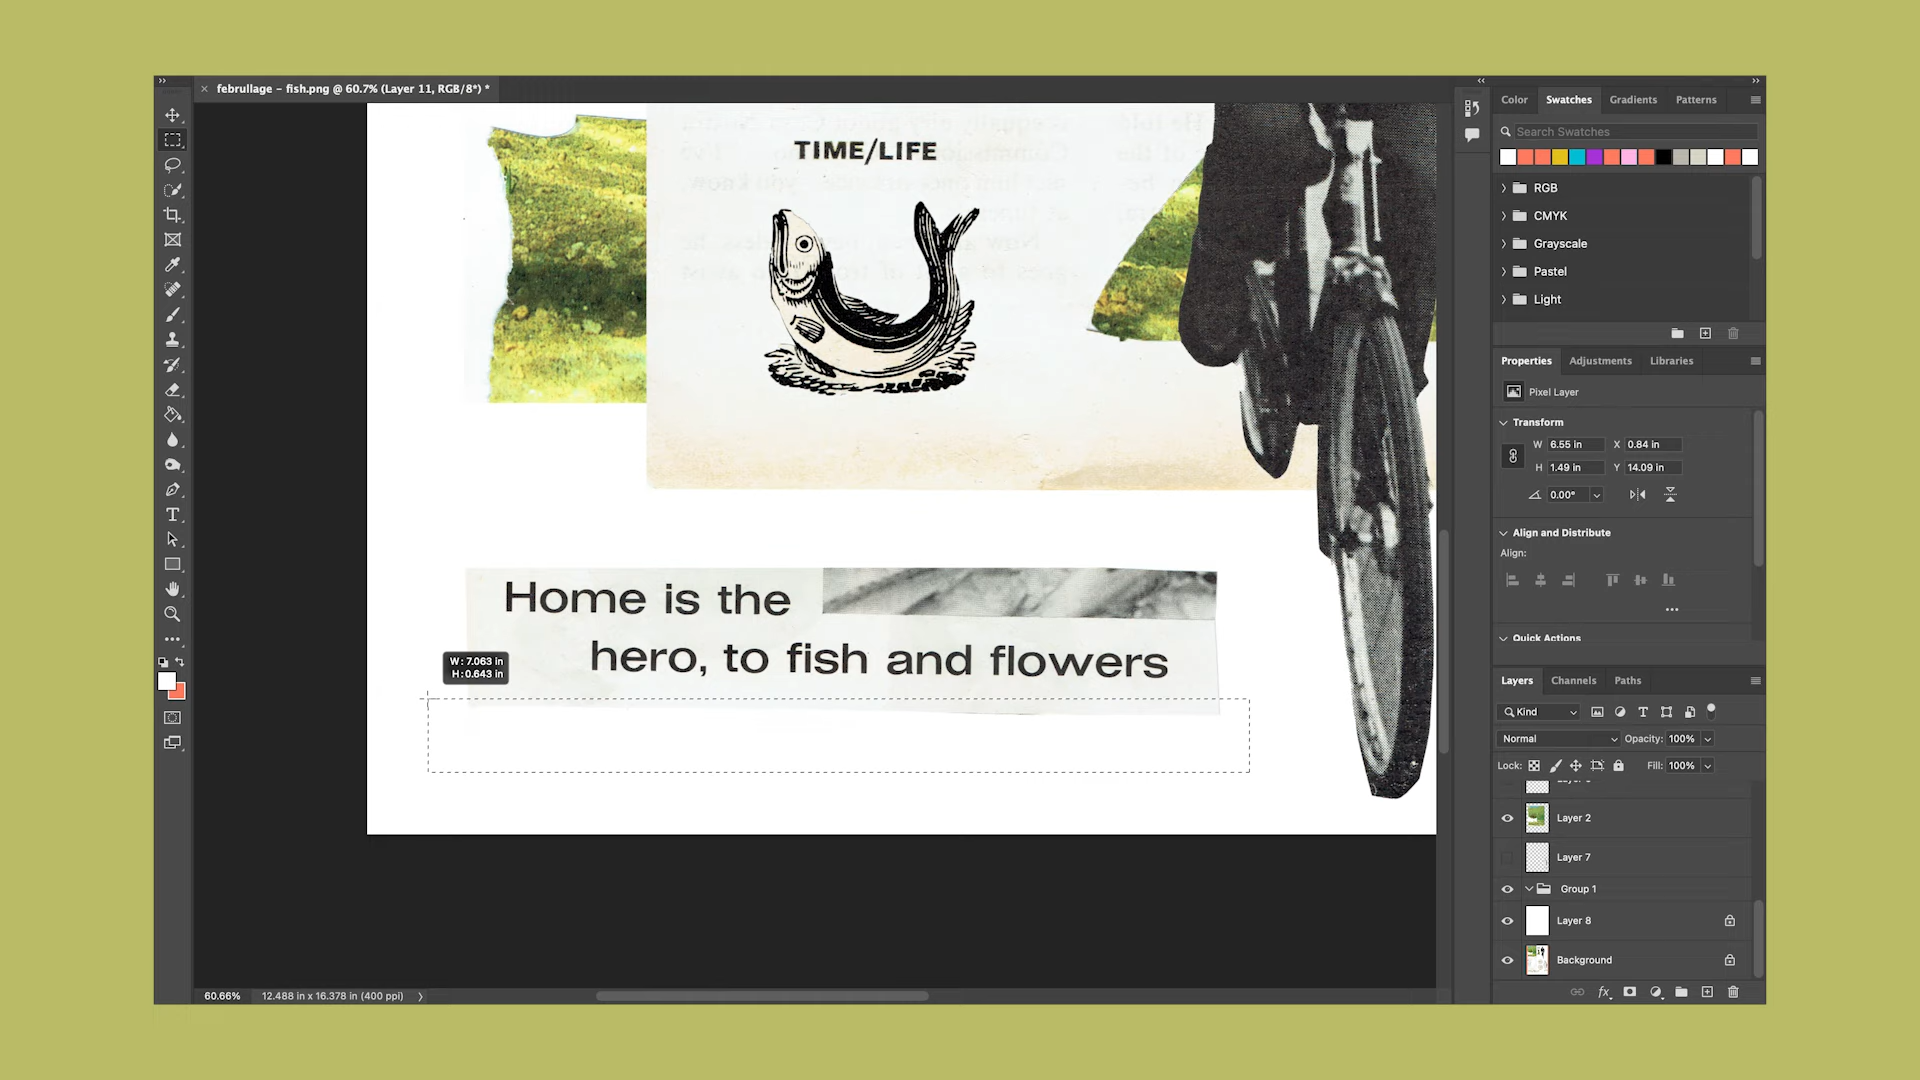 februllage – fish.png @ 60.7% (Layer 11, RGB/8*) *
TIME/LIFE
Home is the
hero, to fish and flowers
W: 7.063 in
H: 0.643 in
60.66%
12.488 in x 16.378 in (400 ppi)
Color
Swatches
Gradients
Patterns
Search Swatches
RGB
CMYK
Grayscale
Pastel
Light
Properties
Adjustments
Libraries
Pixel Layer
Transform
W 6.55 in X 0.84 in
H 1.49 in Y 14.09 in
0.00°
Align and Distribute
Align:
Quick Actions
Layers
Channels
Paths
Kind
Normal
Opacity: 100%
Lock:
Fill: 100%
Layer 2
Layer 7
Group 1
Layer 8
Background
fx